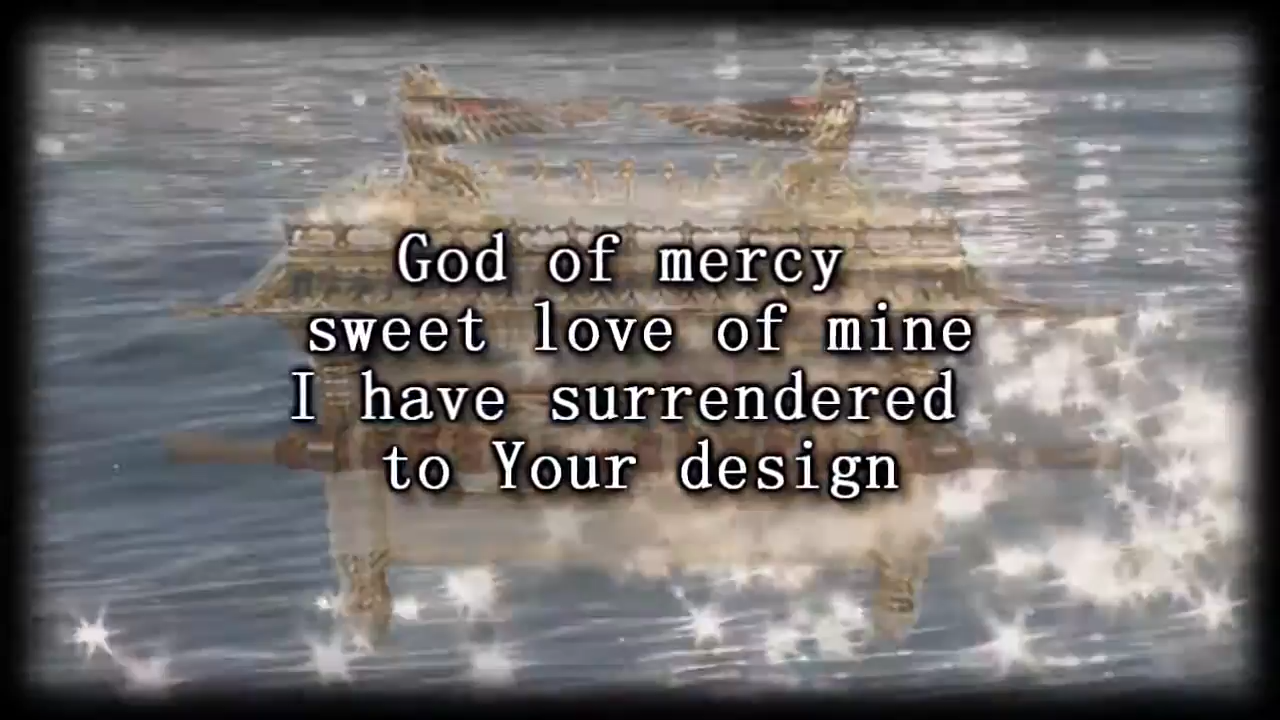 God of mercy
sweet love of mine
I have surrendered
to Your design